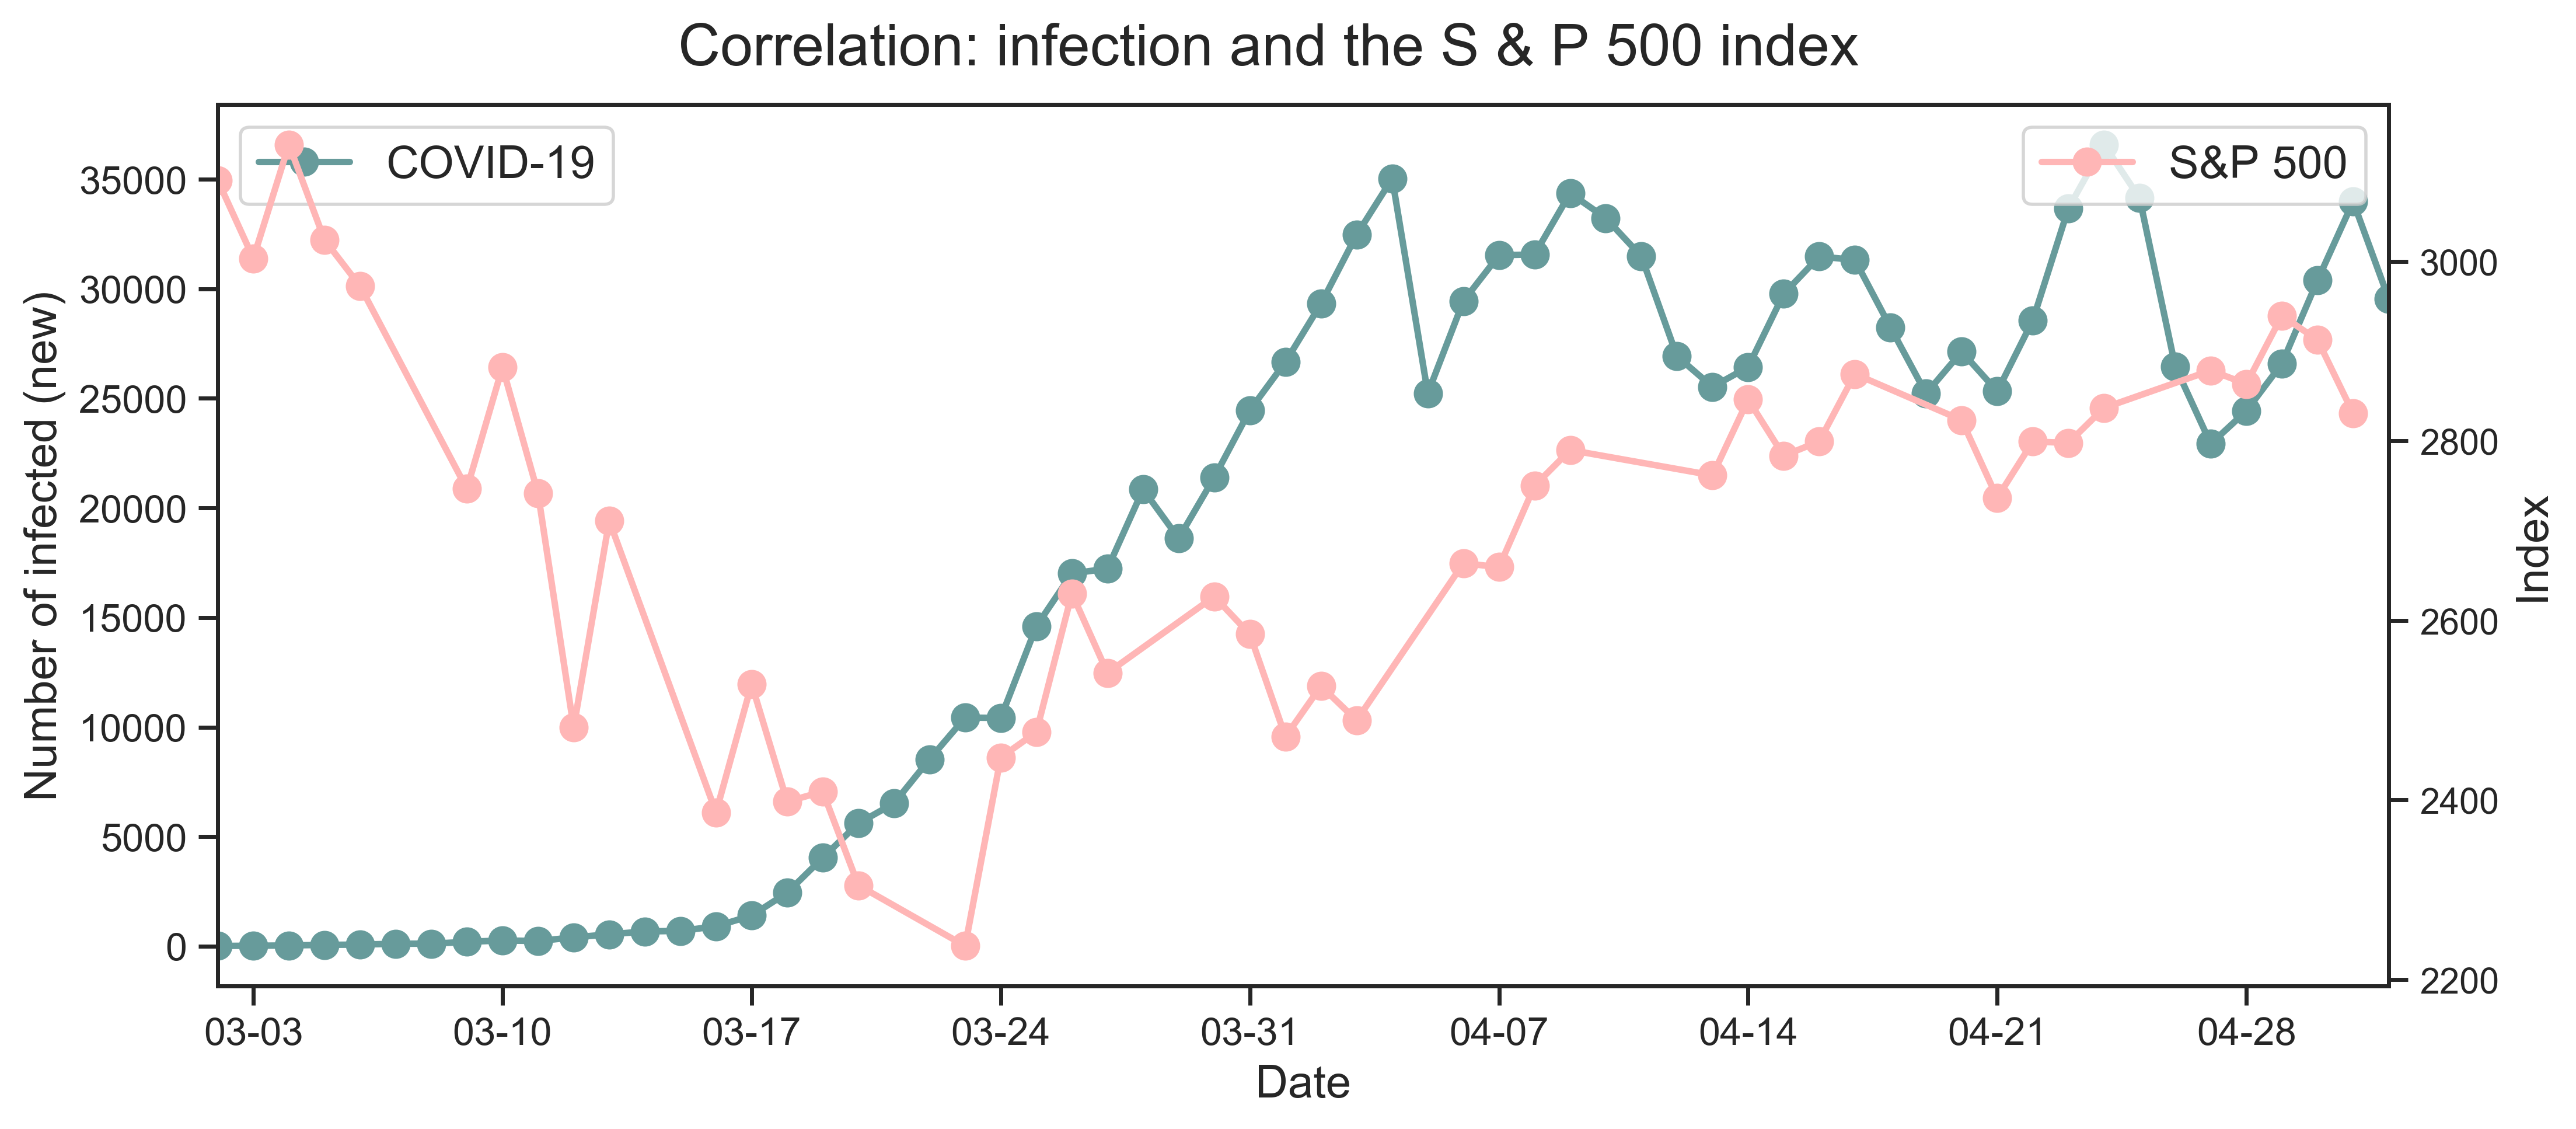 Correlation: infection and the S & P 500 index
COVID-19
S&P 500
Number of infected (new)
35000
30000
25000
20000
15000
10000
5000
0
3000
2800
2600
2400
2200
Index
03-03 03-10 03-17 03-24 03-31 04-07 04-14 04-21 04-28
Date